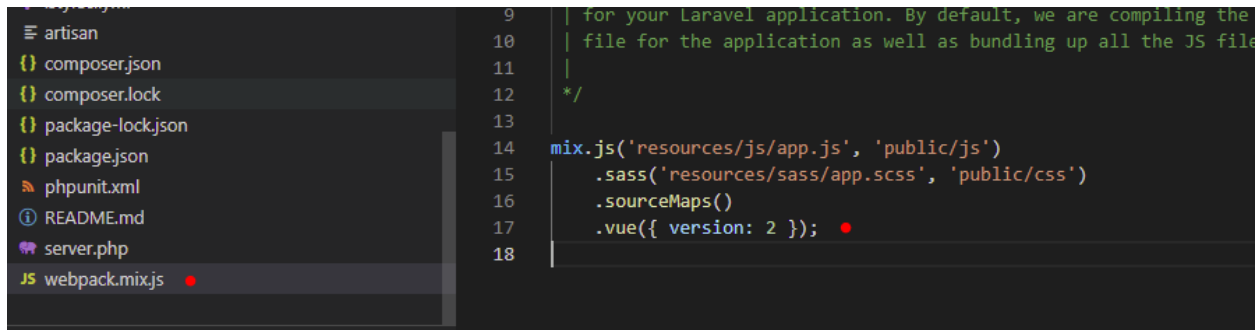 artisan
composer.json
composer.lock
package-lock.json
package.json
phpunit.xml
README.md
server.php
JS webpack.mix.js
9 | for your Laravel application. By default, we are compiling the
10 | file for the application as well as bundling up all the JS file
11 |
12 */
13
14 mix.js('resources/js/app.js', 'public/js')
15 .sass('resources/sass/app.scss', 'public/css')
16 .sourceMaps()
17 .vue({ version: 2 });
18